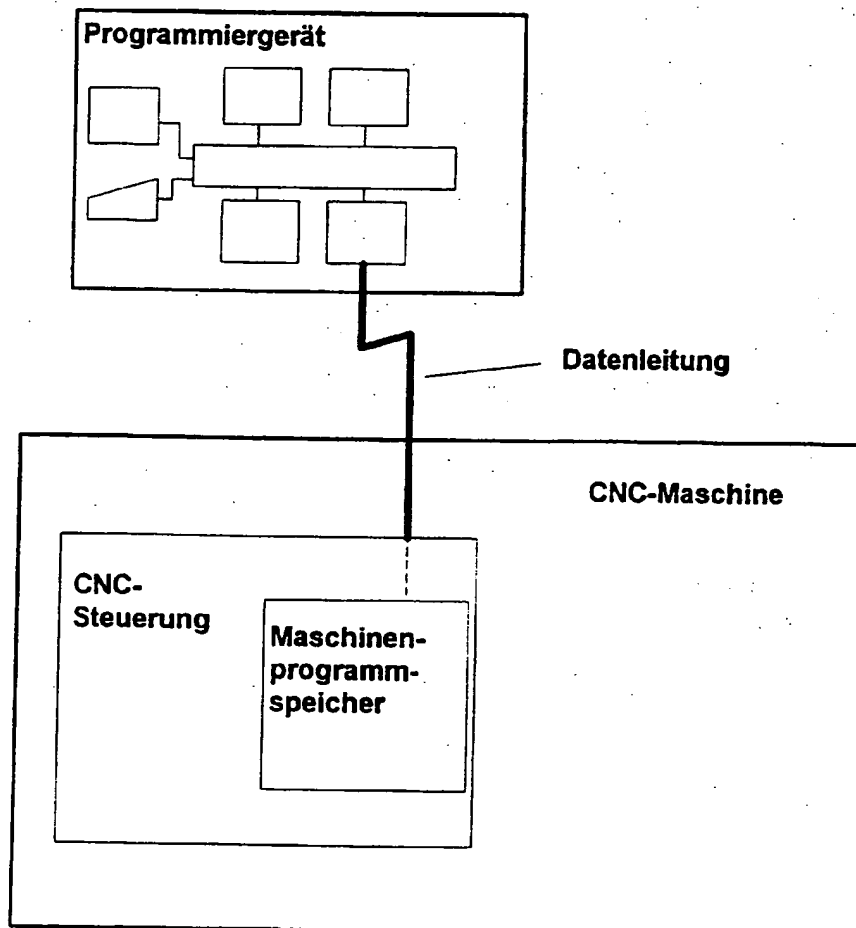 Programmiergerät
Datenleitung
CNC-Maschine
CNC-
Steuerung
Maschinen-
programm-
speicher